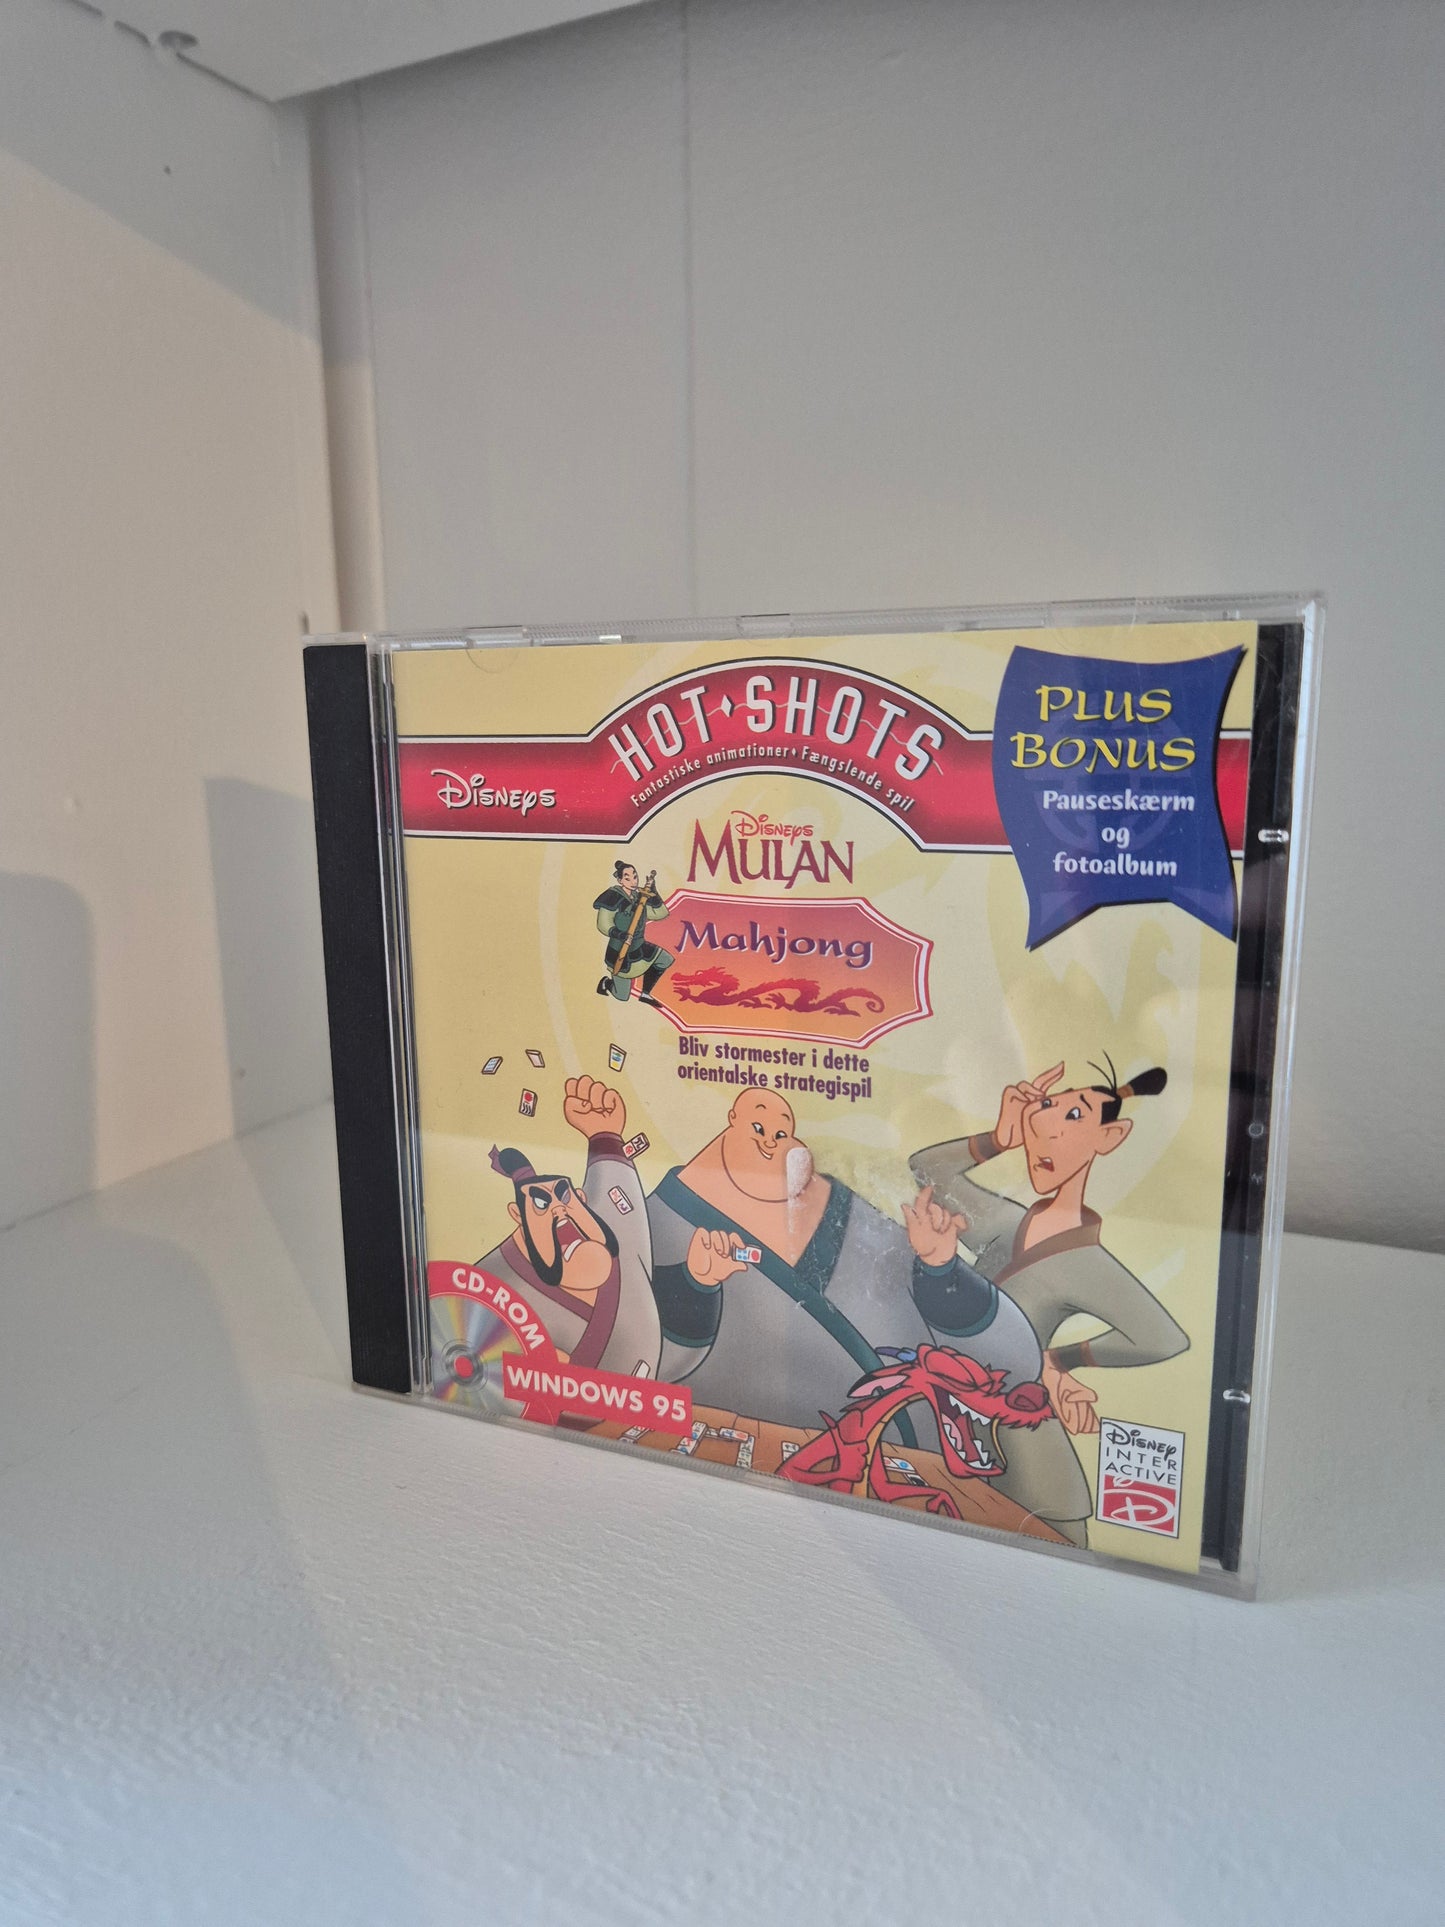 HOT SHOTS
Fantastiske animationer • Fængslende spil
DISNEYS
PLUS
BONUS
Pauseskærm
og
fotoalbum
DISNEYS
MULAN
Mahjong
Bliv stormester i dette
orientalske strategispil
CD-ROM
WINDOWS 95
DISNEY
INTER
ACTIVE